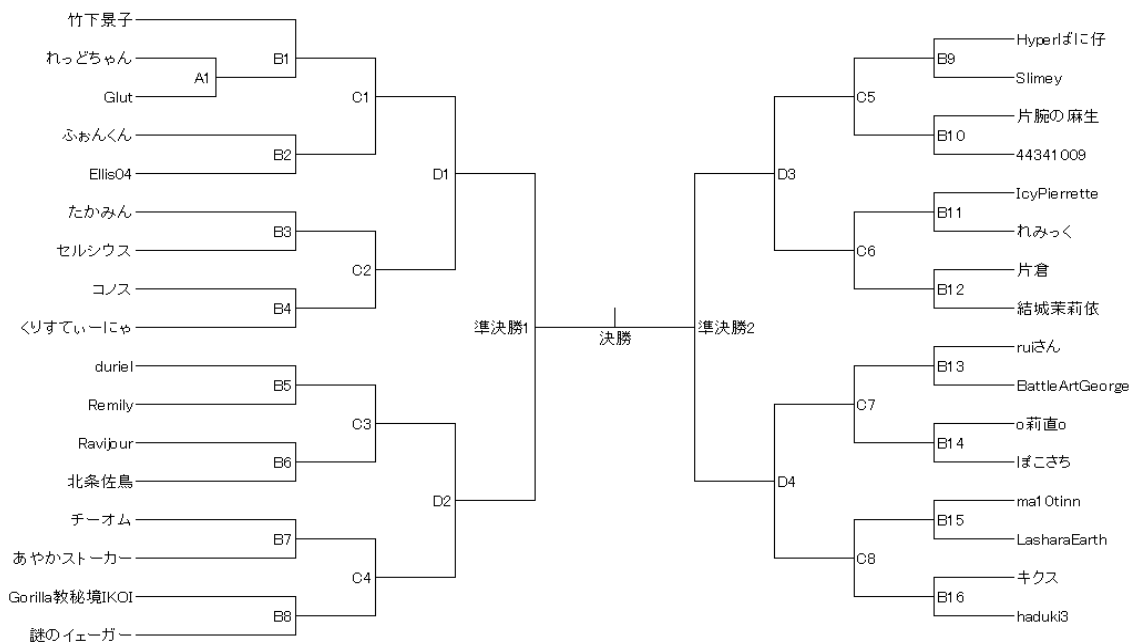 竹下景子
れっどちゃん
Glut
A1
B1
ふぉんくん
Ellis04
B2
C1
たかみん
セルシウス
B3
コノス
くりすてぃーにゃ
B4
C2
D1
duriel
Remily
B5
Ravijour
北条佐鳥
B6
C3
チーオム
あやかストーカー
B7
Gorilla教秘境IKOI
謎のイェーガー
B8
C4
D2
準決勝1
決勝
準決勝2
Hyperばに仔
Slimey
B9
片腕の麻生
44341009
B10
C5
IcyPierrette
れみっく
B11
片倉
結城茉莉依
B12
C6
D3
ruiさん
BattleArtGeorge
B13
o莉直o
ぽこさち
B14
C7
ma10tinn
LasharaEarth
B15
キクス
haduki3
B16
C8
D4